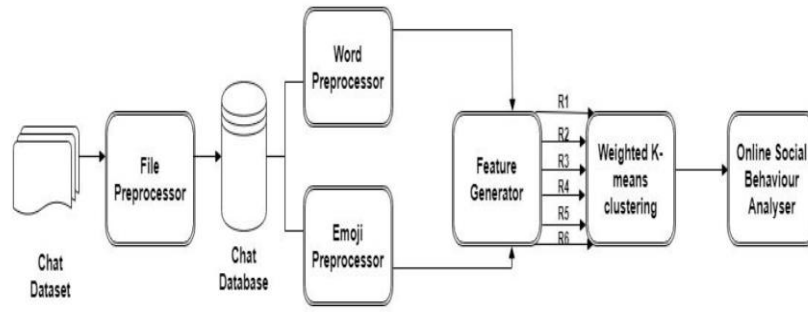 Chat
Dataset
File
Preprocessor
Chat
Database
Word
Preprocessor
Emoji
Preprocessor
Feature
Generator
R1
R2
R3
R4
R5
R6
Weighted K-
means
clustering
Online Social
Behaviour
Analyser